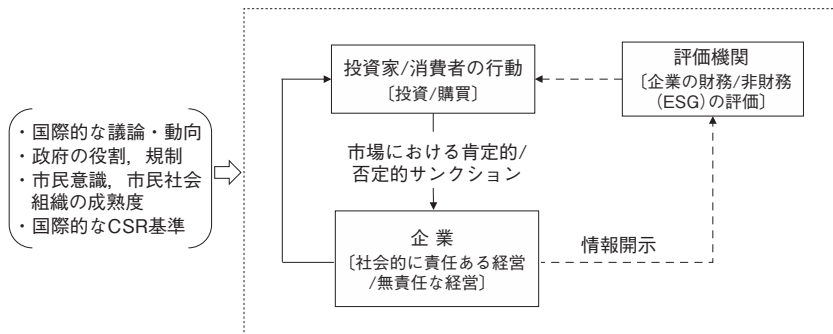 ・国際的な議論・動向
・政府の役割，規制
・市民意識，市民社会
組織の成熟度
・国際的なCSR基準
投資家/消費者の行動
〔投資/購買〕
評価機関
〔企業の財務/非財務
（ESG）の評価〕
市場における肯定的/
否定的サンクション
企 業
〔社会的に責任ある経営
/無責任な経営〕
情報開示